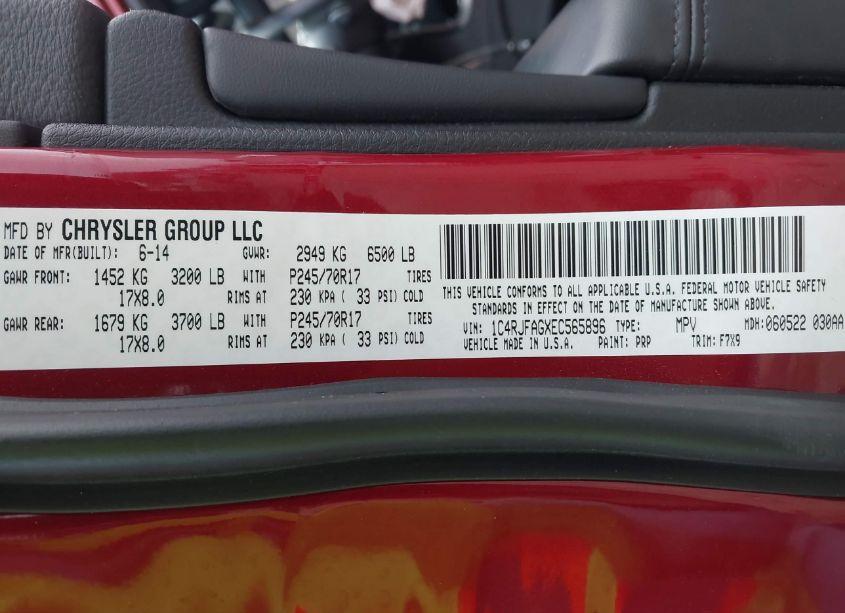 MFD BY CHRYSLER GROUP LLC
DATE OF MFR(BUILT): 6-14 GVWR: 2949 KG 6500 LB
GAWR FRONT: 1452 KG 3200 LB WITH P245/70R17 TIRES
17X8.0 RIMS AT 230 KPA ( 33 PSI) COLD
GAWR REAR: 1679 KG 3700 LB WITH P245/70R17 TIRES
17X8.0 RIMS AT 230 KPA ( 33 PSI) COLD
THIS VEHICLE CONFORMS TO ALL APPLICABLE U.S.A. FEDERAL MOTOR VEHICLE SAFETY
STANDARDS IN EFFECT ON THE DATE OF MANUFACTURE SHOWN ABOVE.
VIN: 1C4RJFAGXEC565896 TYPE: MPV MDH:060522 030AA
VEHICLE MADE IN U.S.A. PAINT: PRP TRIM: F7X9